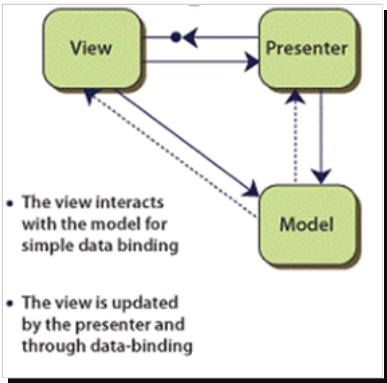 View
Presenter
Model
• The view interacts
with the model for
simple data binding
• The view is updated
by the presenter and
through data-binding